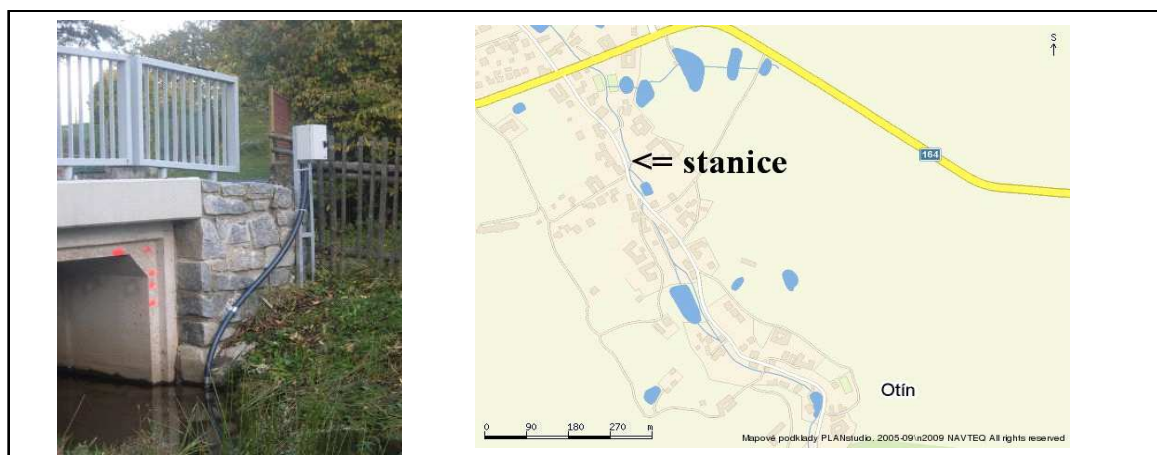 S
<= stanice
164
Otín
0 90 180 270 m
Mapové podklady PLANstudio, 2005-09\n2009 NAVTEQ All rights reserved